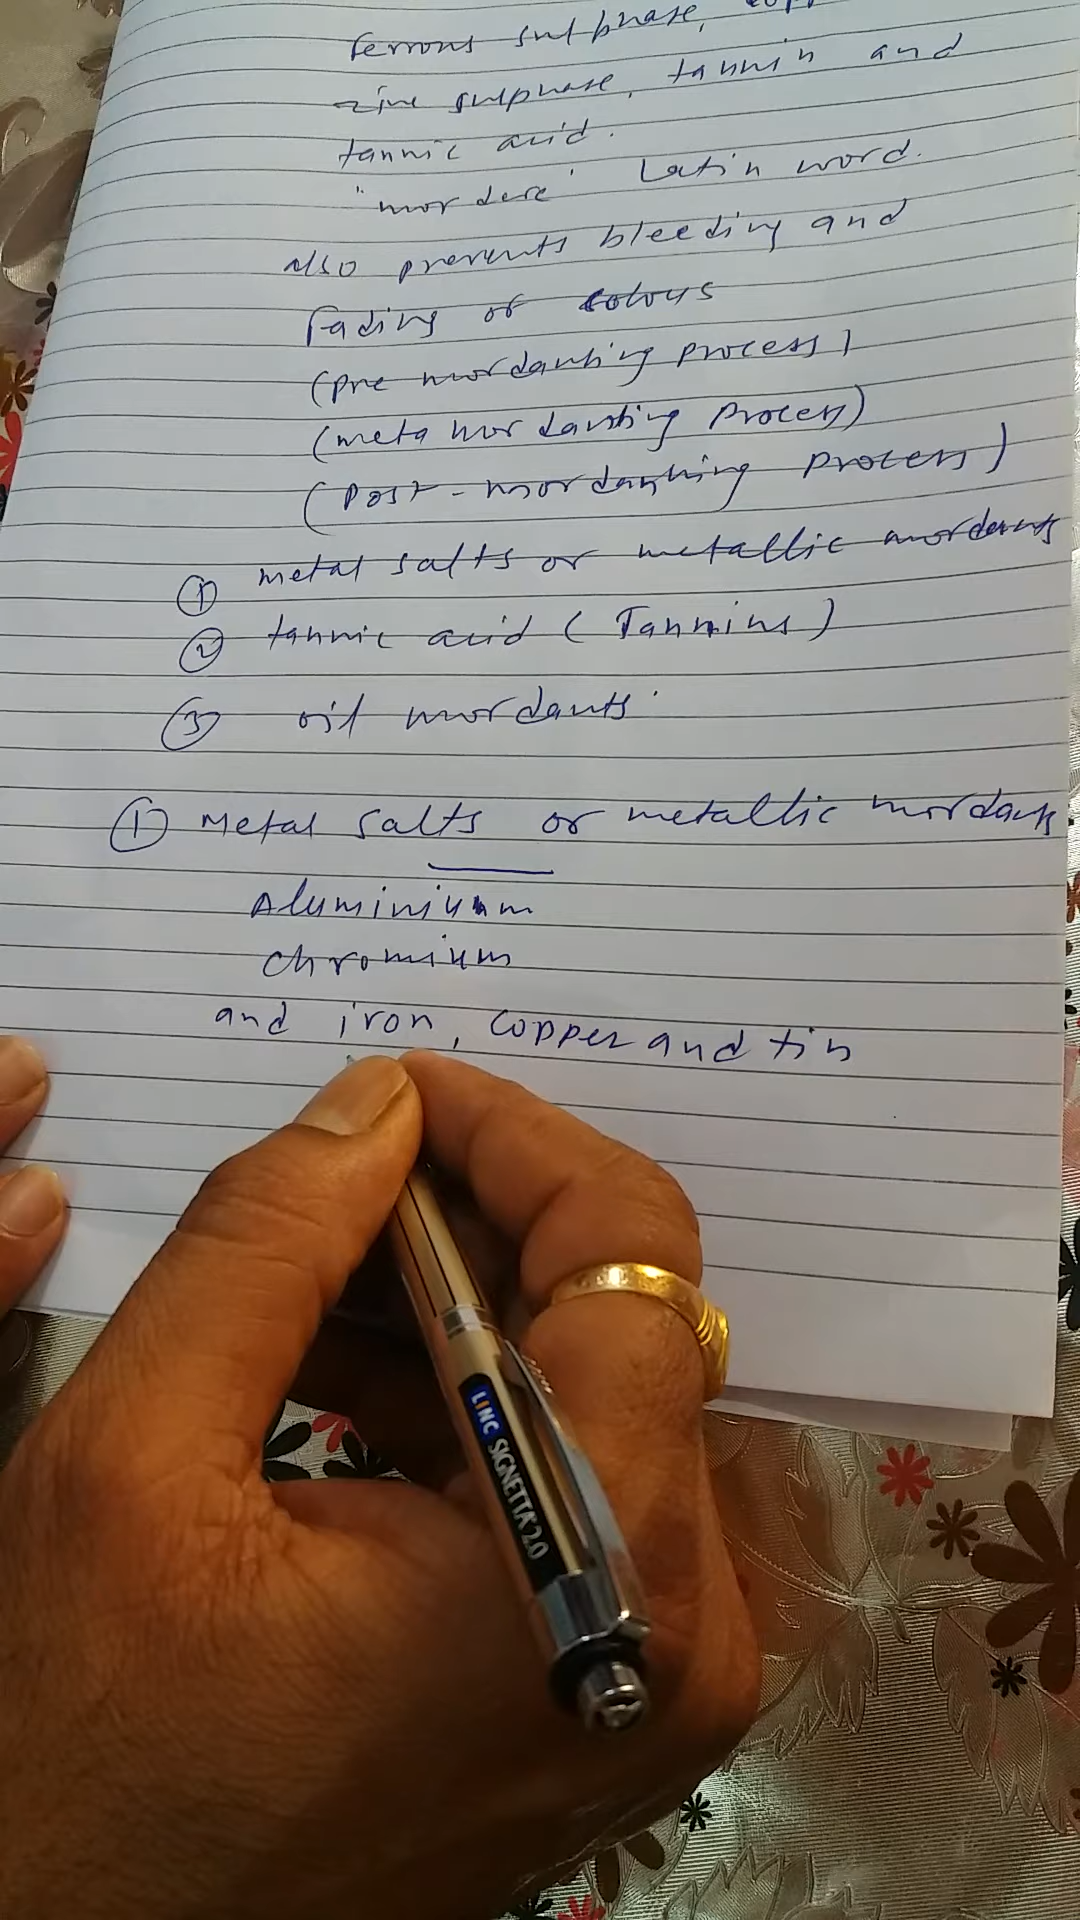 ferrous sulphase,
zinc sulphase, tannin and
tannic acid.
"mordere" Latin word.
also prevents bleeding and
fading of colours
(pre mordanting process)
(meta mordanting process)
(Post-mordanting process)
① metal salts or metallic mordants
② tannic acid (Tannins)
③ oil mordants
① Metal salts or metallic mordants
Aluminium
chromium
and iron, copper and tin
LINC SIGNETTA 2.0